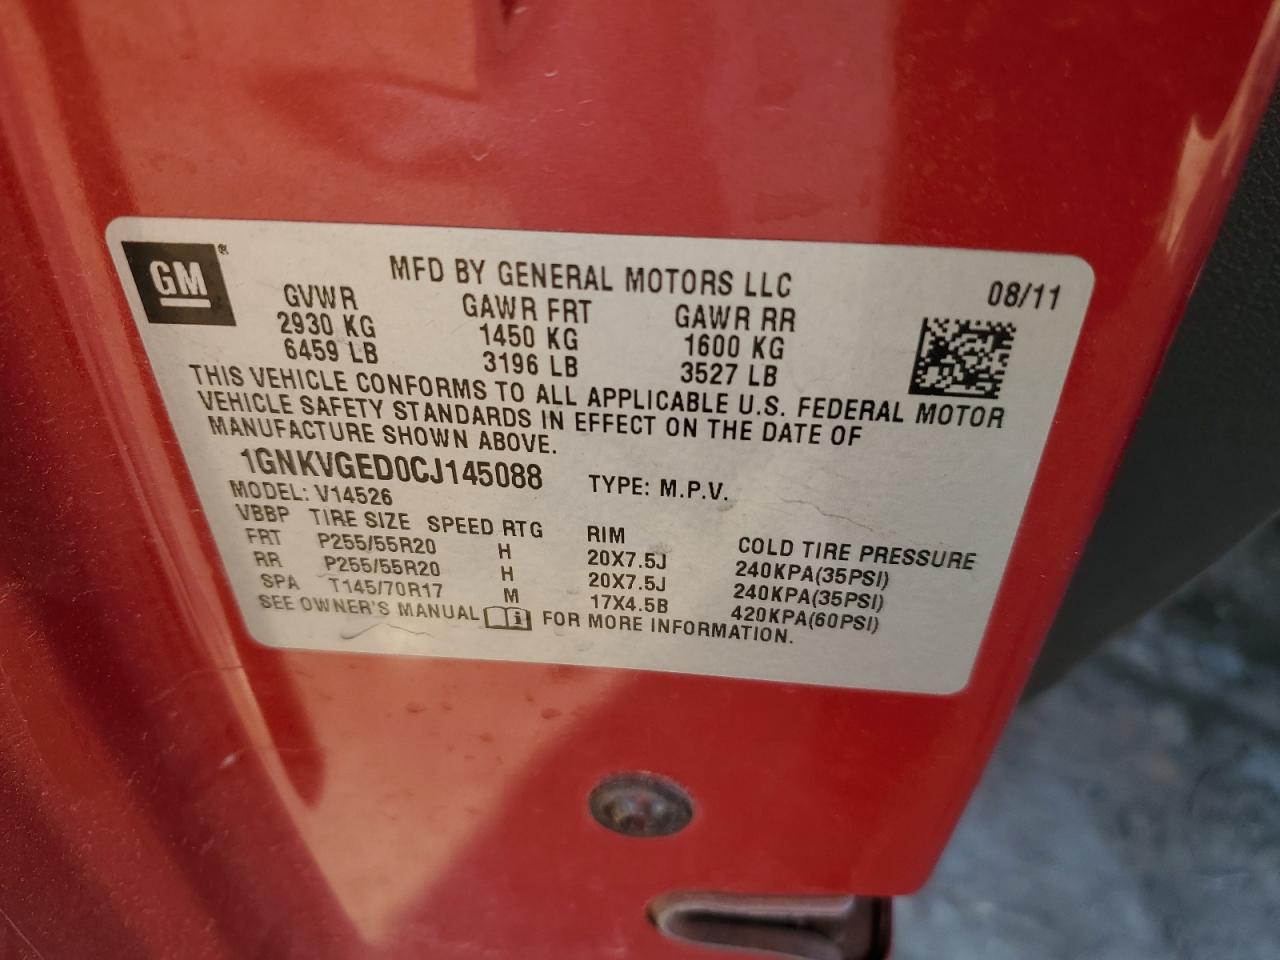 GM®
MFD BY GENERAL MOTORS LLC
08/11
GVWR GAWR FRT GAWR RR
2930 KG 1450 KG 1600 KG
6459 LB 3196 LB 3527 LB
THIS VEHICLE CONFORMS TO ALL APPLICABLE U.S. FEDERAL MOTOR
VEHICLE SAFETY STANDARDS IN EFFECT ON THE DATE OF
MANUFACTURE SHOWN ABOVE.
1GNKVGED0CJ145088 TYPE: M.P.V.
MODEL: V14526
VBBP TIRE SIZE SPEED RTG RIM COLD TIRE PRESSURE
FRT P255/55R20 H 20X7.5J 240KPA(35PSI)
RR P255/55R20 H 20X7.5J 240KPA(35PSI)
SPA T145/70R17 M 17X4.5B 420KPA(60PSI)
SEE OWNER'S MANUAL i FOR MORE INFORMATION.